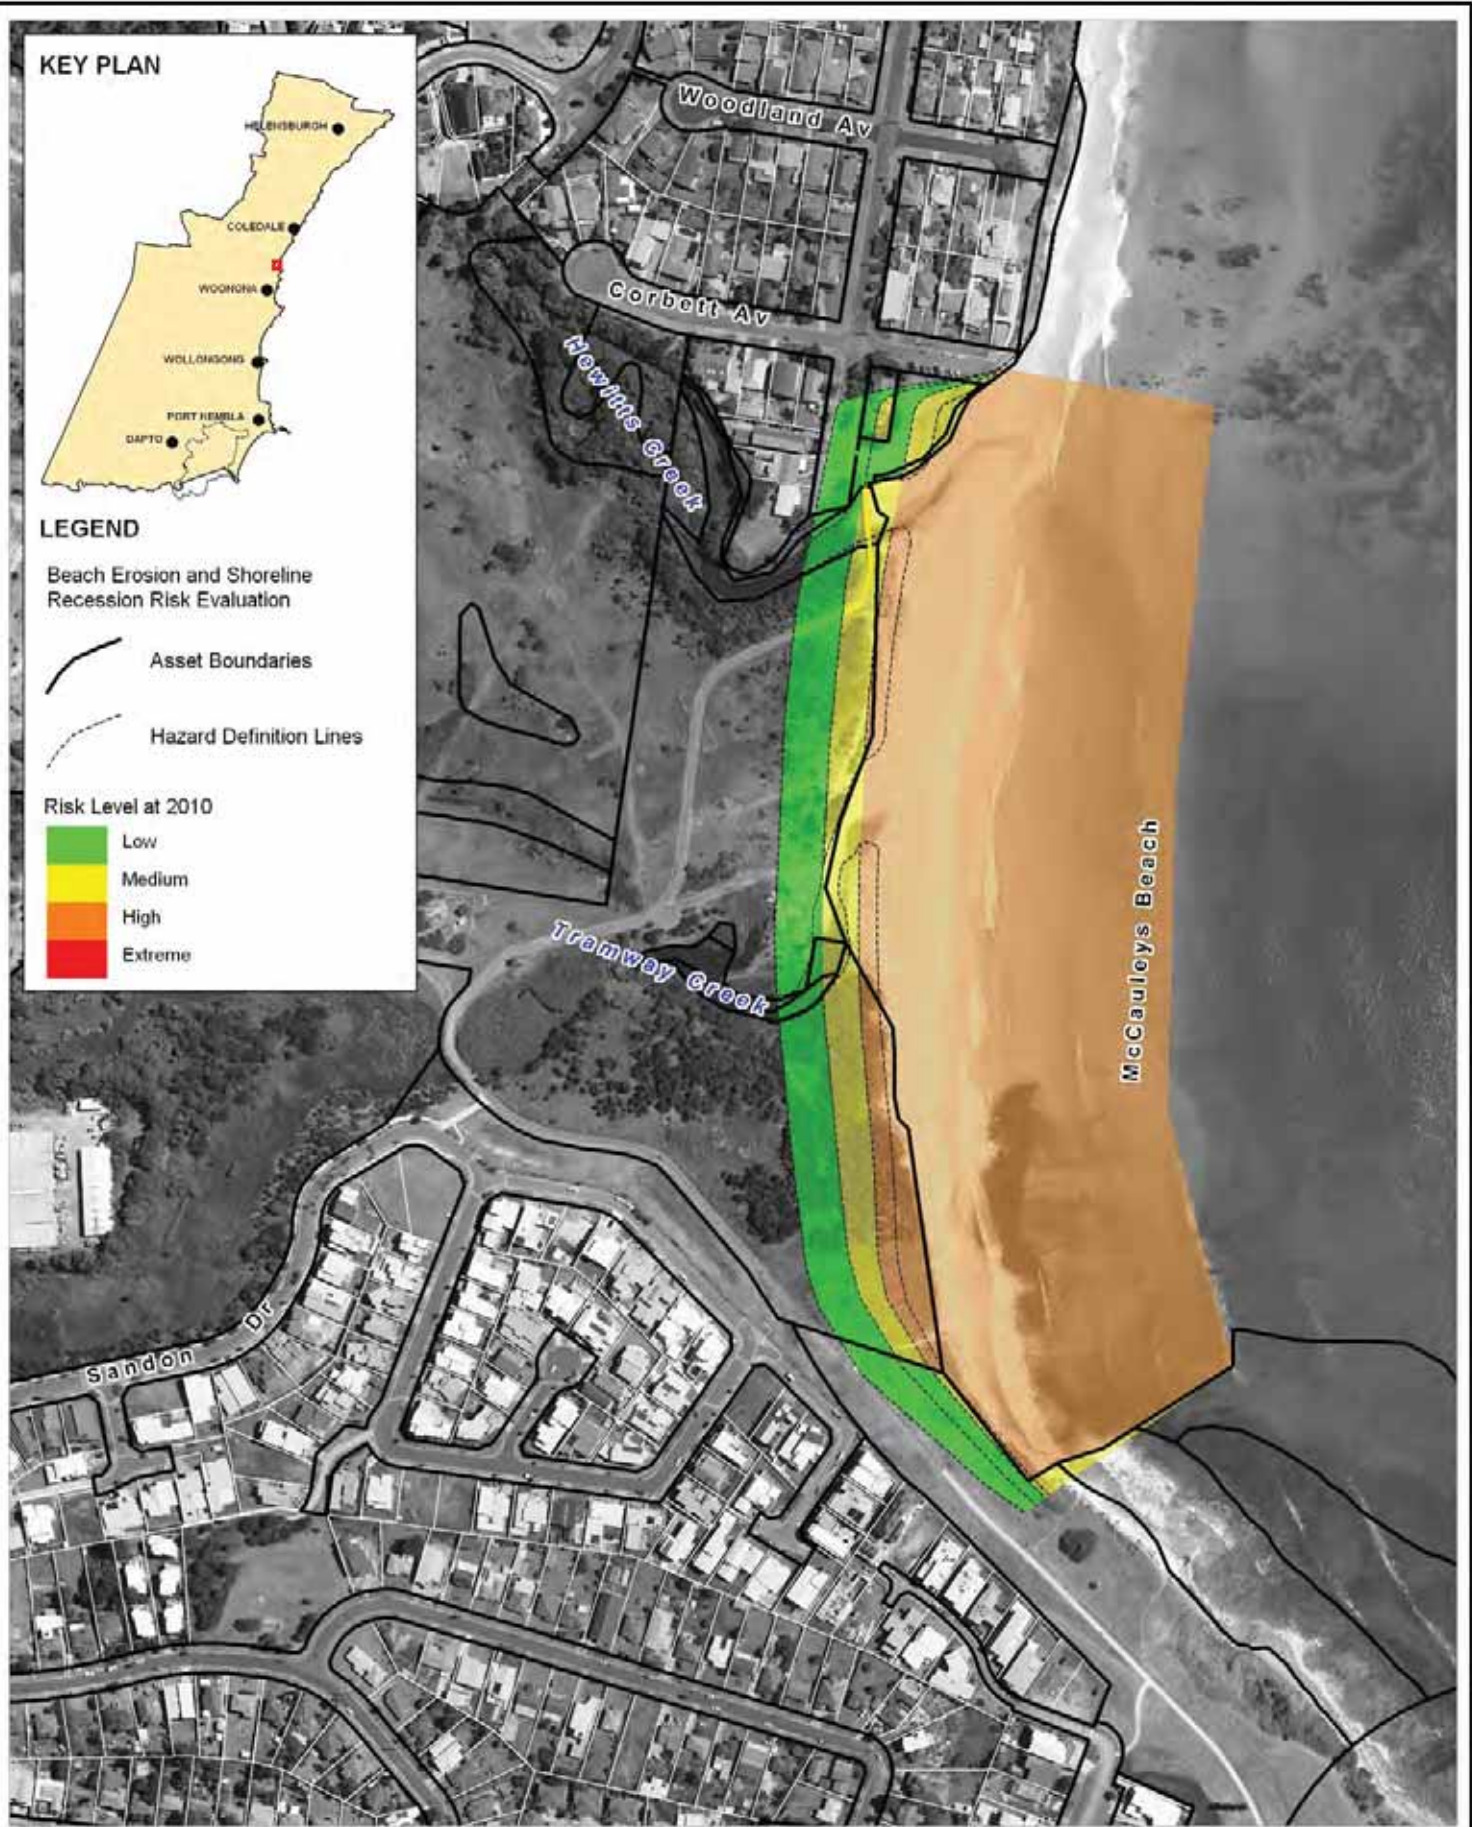 KEY PLAN
HELENSBURGH
COLEDALE
WOONONA
WOLLONGONG
PORT KEMBLA
DAPTO
LEGEND
Beach Erosion and Shoreline
Recession Risk Evaluation
Asset Boundaries
Hazard Definition Lines
Risk Level at 2010
Low
Medium
High
Extreme
Woodland Av
Corbett Av
Hewitts Creek
Tramway Creek
McCauleys Beach
Sandon Dr